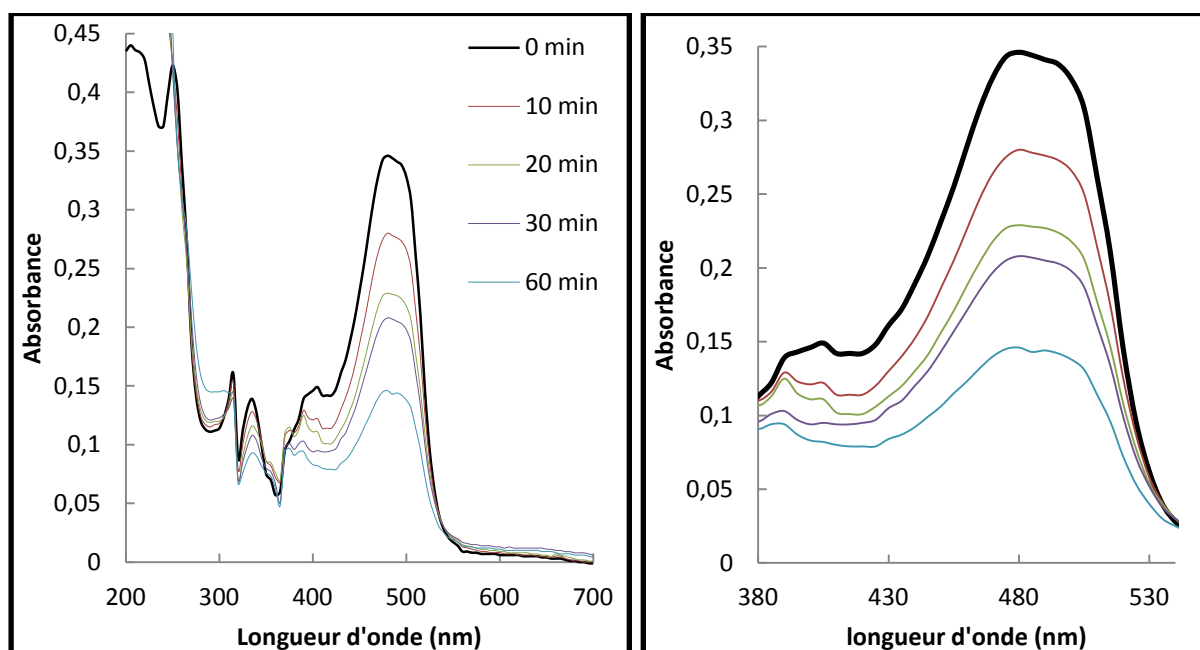 0,45
0,4
0,35
0,3
0,25
0,2
0,15
0,1
0,05
0
Absorbance
200 300 400 500 600 700
Longueur d'onde (nm)
0 min
10 min
20 min
30 min
60 min
0,35
0,3
0,25
0,2
0,15
0,1
0,05
0
Absorbance
380 430 480 530
longueur d'onde (nm)